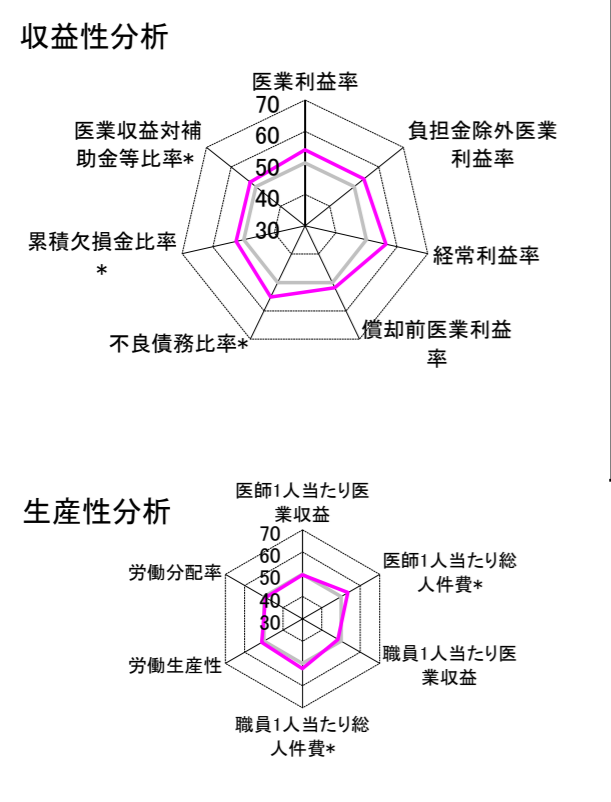 収益性分析
医業利益率
70
60
50
40
30
負担金除外医業
利益率
経常利益率
償却前医業利益
率
不良債務比率*
累積欠損金比率
*
医業収益対補
助金等比率*
生産性分析
医師1人当たり医
業収益
70
60
50
40
30
医師1人当たり総
人件費*
職員1人当たり医
業収益
職員1人当たり総
人件費*
労働生産性
労働分配率